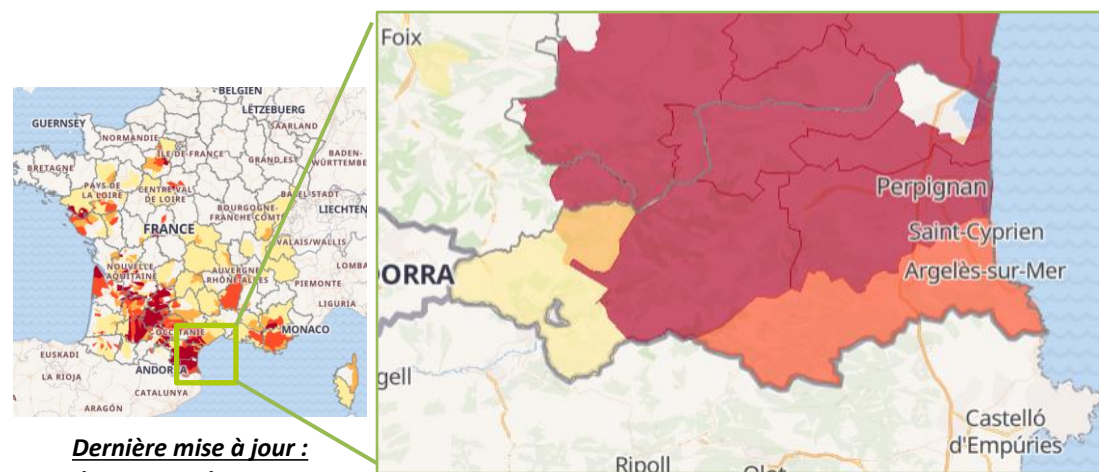 BELGIEN
LËTZEBUERG
GUERNSEY
SAARLAND
NORMANDIE
ÎLE-DE-FRANCE
GRAND EST
BADEN-
WÜRTTEMBE
BRETAGNE
PAYS DE
LA LOIRE
CENTRE-VAL
DE LOIRE
BASEL-STADT
BOURGOGNE-
FRANCHE-COMTÉ
LIECHTEN
FRANCE
VALAIS/WALLIS
NOUVELLE
AQUITAINE
AUVERGNE
RHÔNE-ALPES
LOMBA
PIEMONTE
LIGURIA
OCCITANIE
MONACO
EUSKADI
LA RIOJA
ANDORRA
CATALUNYA
ARAGÓN
Dernière mise à jour :
Foix
Perpignan
Saint-Cyprien
Argelès-sur-Mer
DORRA
gell
Castelló
d'Empúries
Ripoll